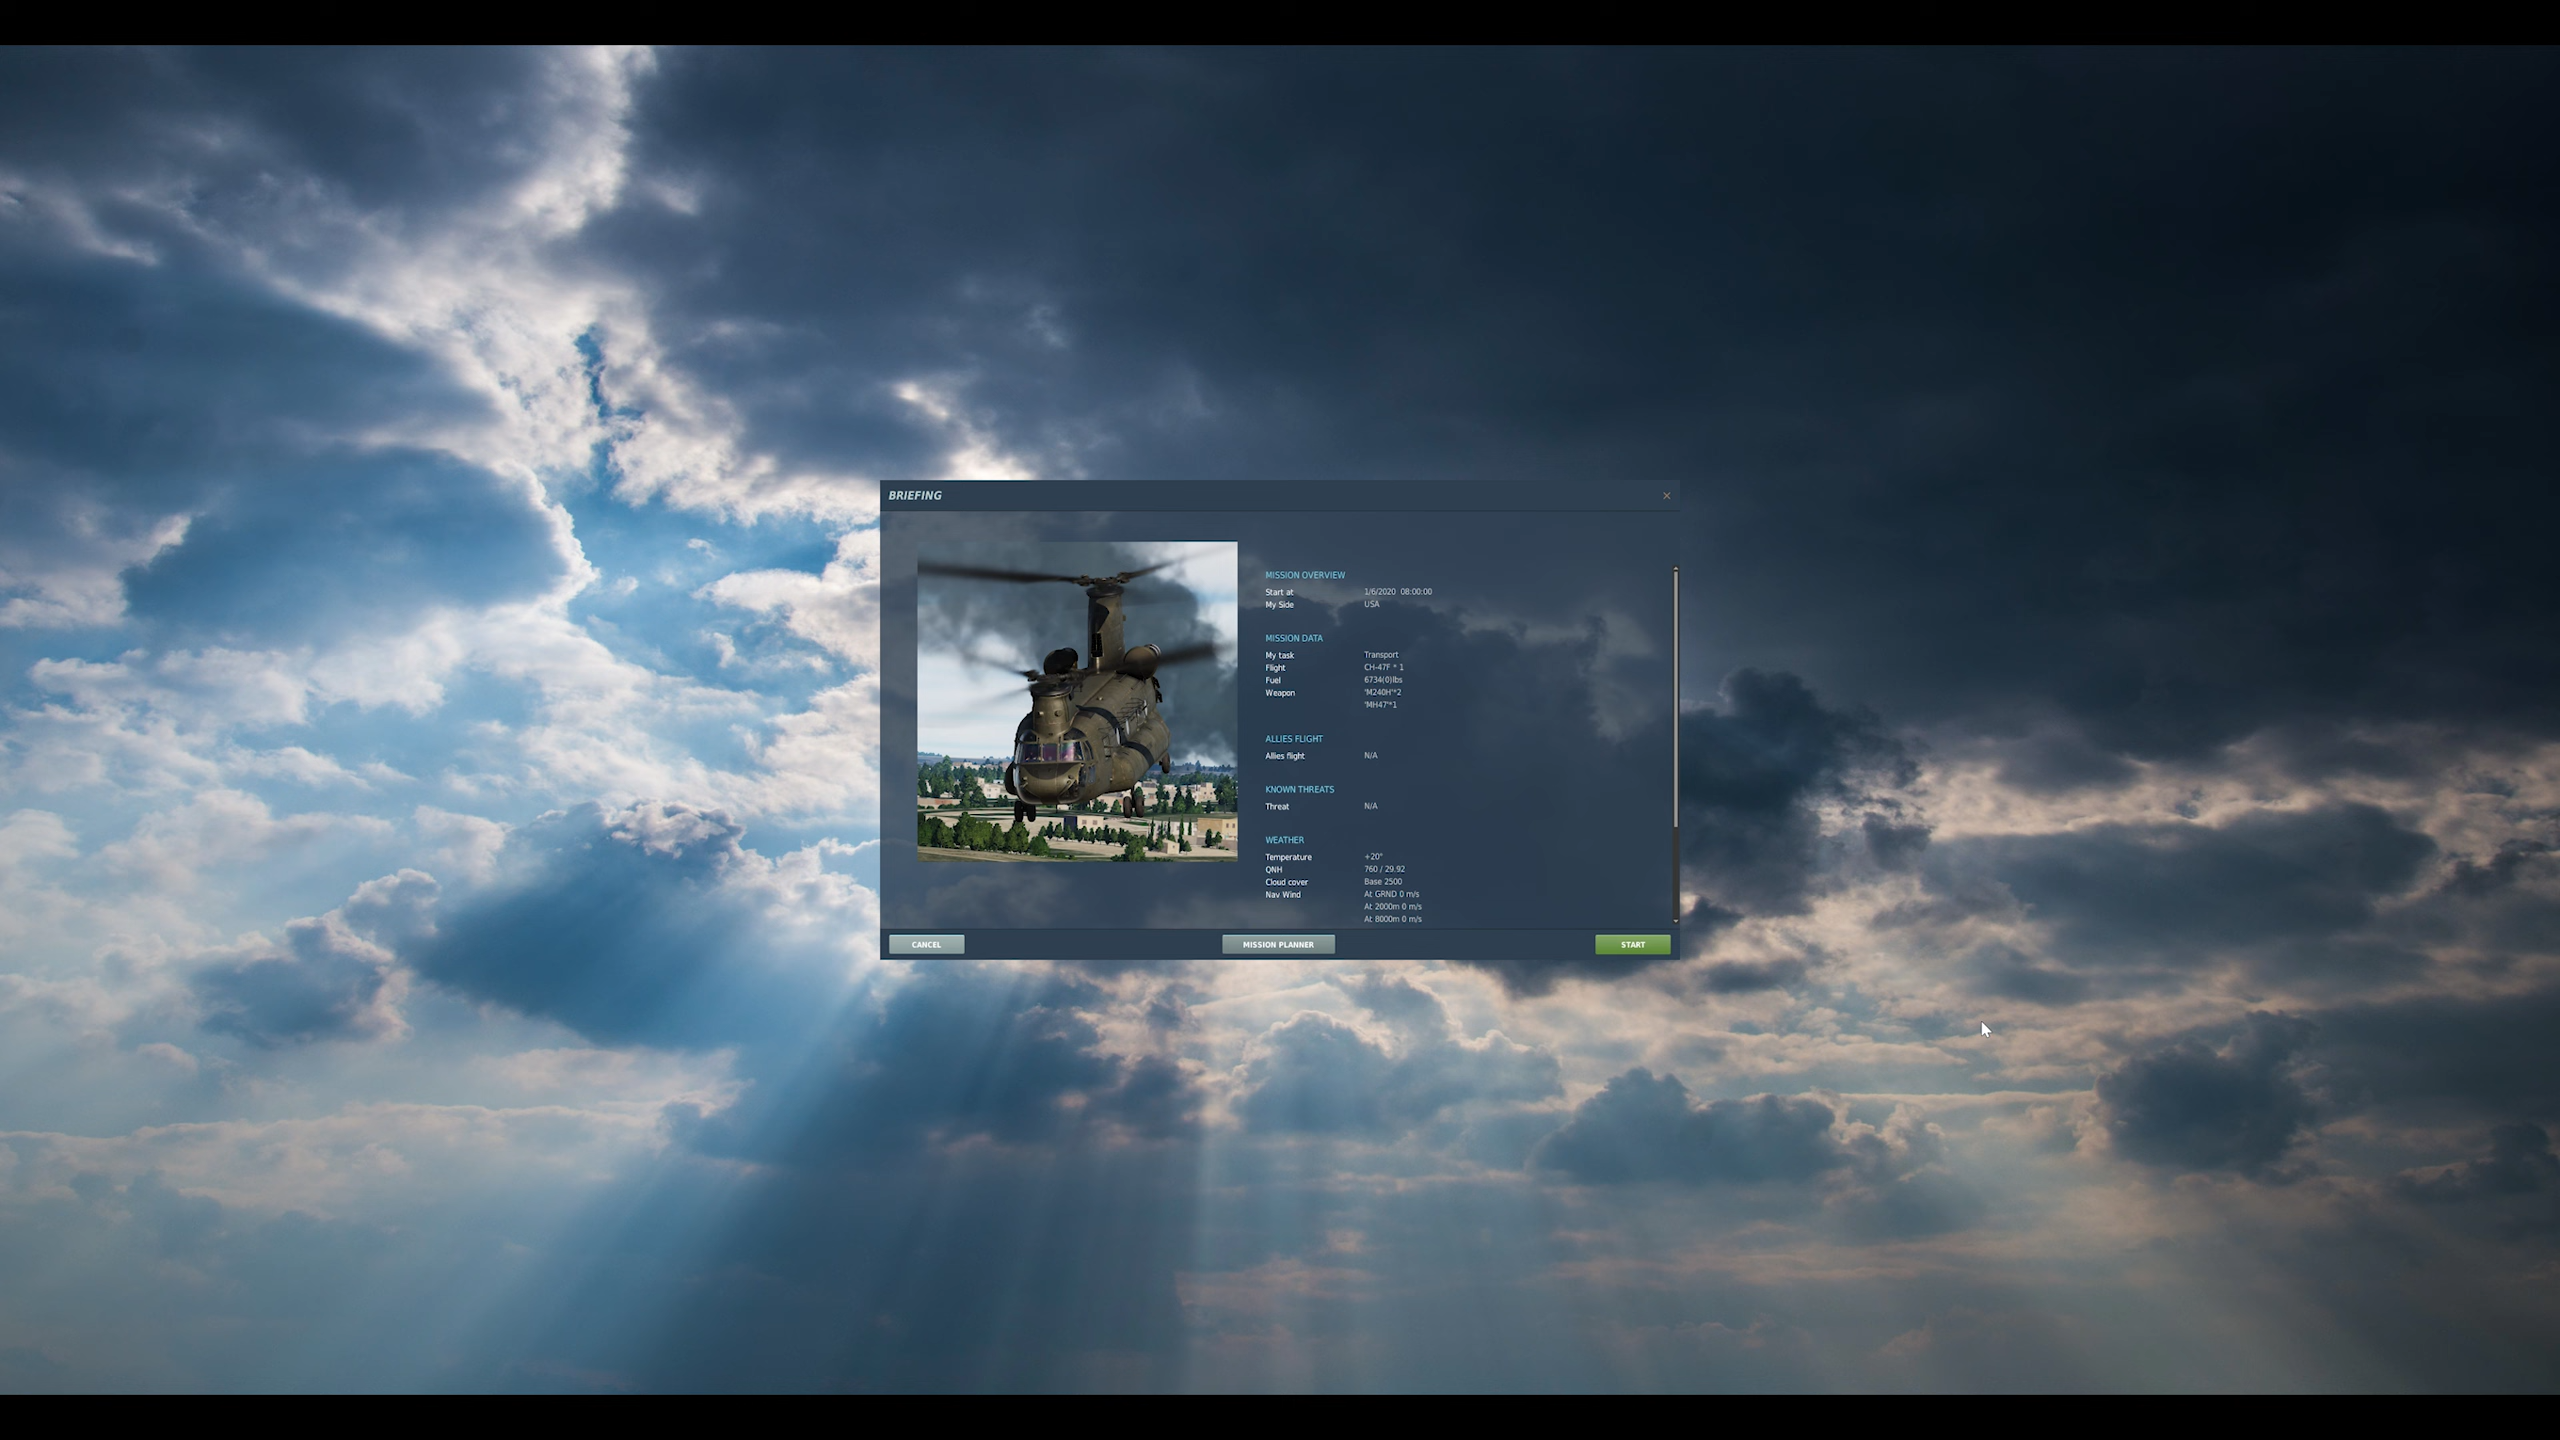 BRIEFING
MISSION OVERVIEW
Start at 1/6/2020 08:00:00
My Side USA
MISSION DATA
My task Transport
Flight CH-47F * 1
Fuel 6734(0)lbs
Weapon 'M240H'*2
'MH47'*1
ALLIES FLIGHT
Allies flight N/A
KNOWN THREATS
Threat N/A
WEATHER
Temperature +20°
QNH 760 / 29.92
Cloud cover Base 2500
Nav Wind At GRND 0 m/s
At 2000m 0 m/s
At 8000m 0 m/s
CANCEL MISSION PLANNER START